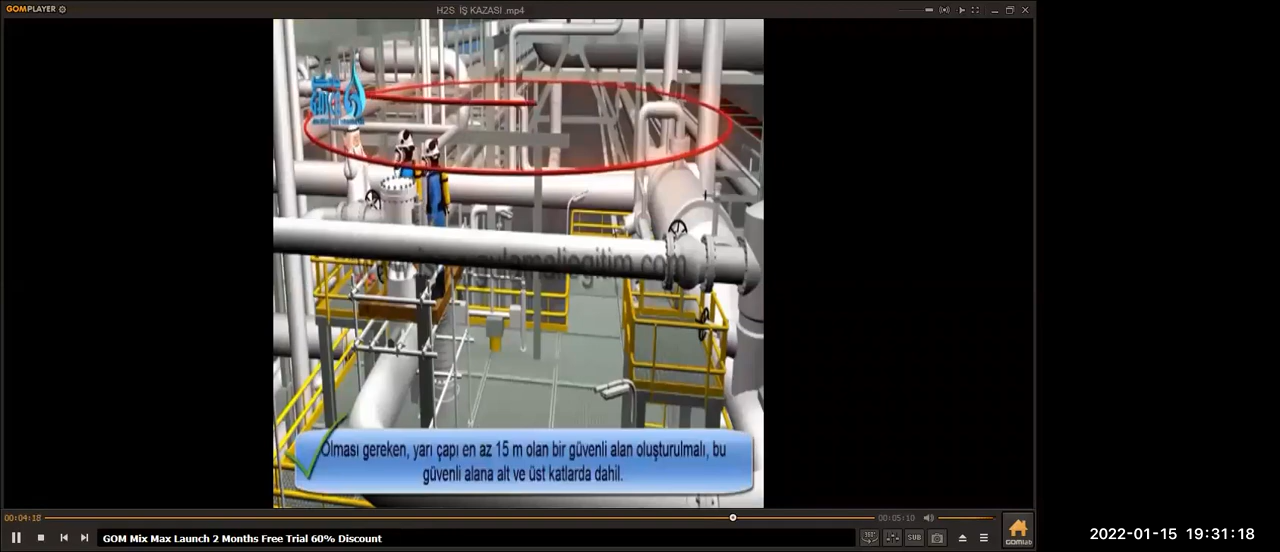 GOMPLAYER
H2S İŞ KAZASI .mp4
Olması gereken, yarı çapı en az 15 m olan bir güvenli alan oluşturulmalı, bu
güvenli alana alt ve üst katlarda dahil.
00:04:18
00:05:10
GOM Mix Max Launch 2 Months Free Trial 60% Discount
360°
SUB
GOMlab
2022-01-15 19:31:18